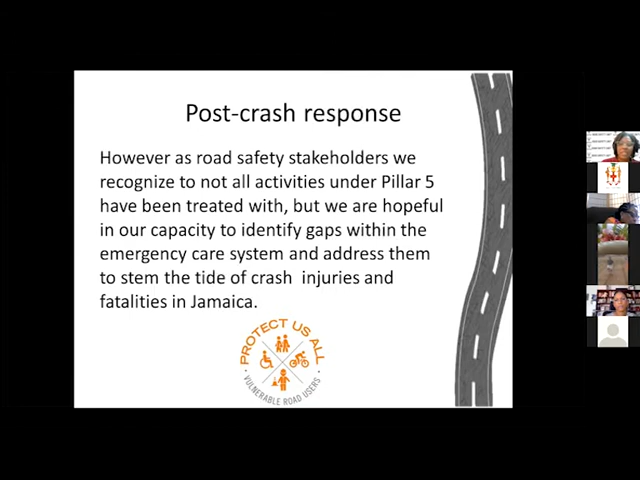 Post-crash response
However as road safety stakeholders we
recognize to not all activities under Pillar 5
have been treated with, but we are hopeful
in our capacity to identify gaps within the
emergency care system and address them
to stem the tide of crash injuries and
fatalities in Jamaica.
PROTECT US ALL
• VULNERABLE ROAD USERS •